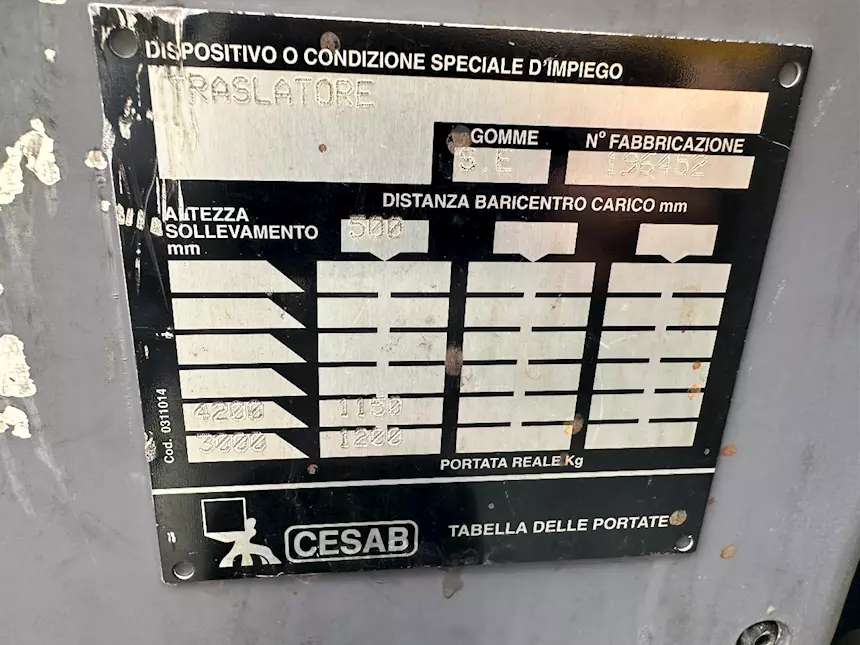 DISPOSITIVO O CONDIZIONE SPECIALE D'IMPIEGO
TRASLATORE
GOMME
N° FABBRICAZIONE
S.E
196452
DISTANZA BARICENTRO CARICO mm
ALTEZZA
SOLLEVAMENTO
mm
500
4200 1150
3000 1200
Cod. 0311014
PORTATA REALE Kg
CESAB
TABELLA DELLE PORTATE